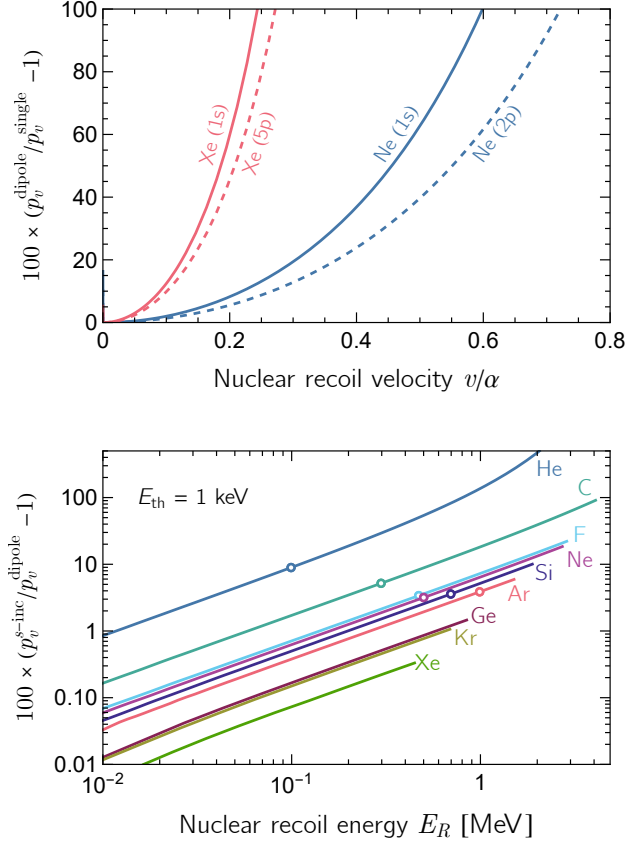 100
80
60
40
20
0
0
0.2
0.4
0.6
0.8
100 × (p_v^dipole/p_v^single −1)
Xe (1s)
Xe (5p)
Ne (1s)
Ne (2p)
Nuclear recoil velocity v/α
100
10
1
0.10
0.01
10^−2
10^−1
1
100 × (p_v^s−inc/p_v^dipole −1)
E_th = 1 keV
He
C
F
Ne
Si
Ar
Ge
Kr
Xe
Nuclear recoil energy E_R [MeV]